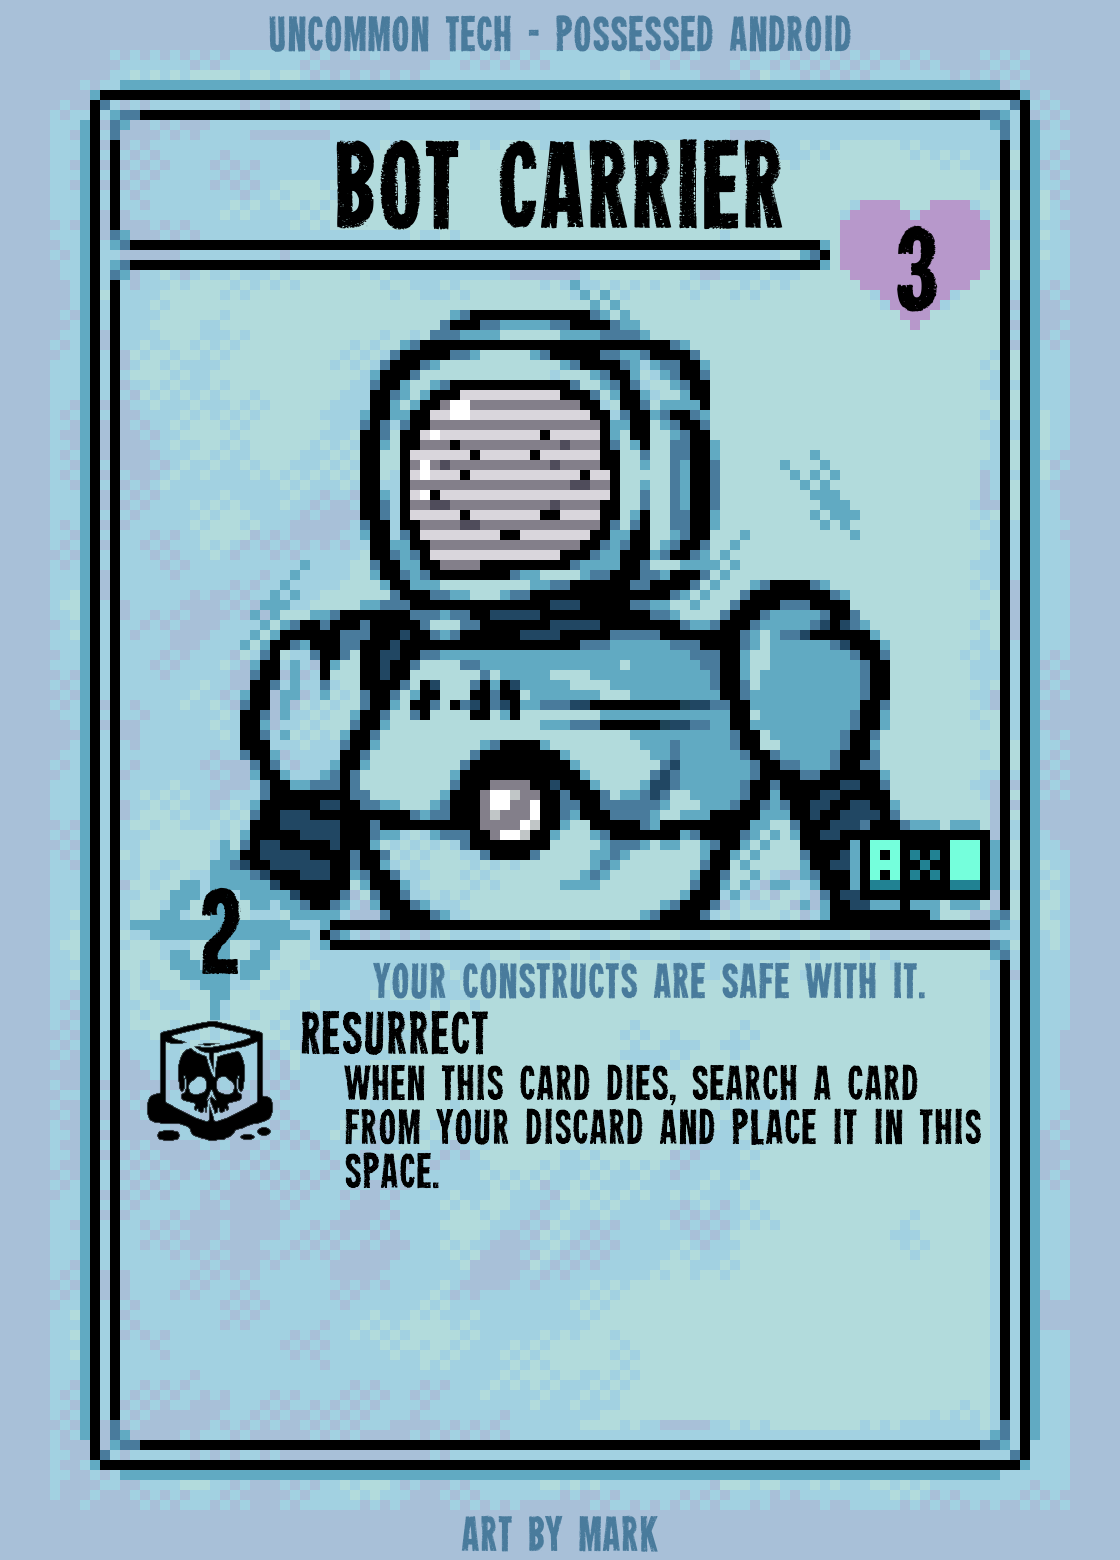 UNCOMMON TECH - POSSESSED ANDROID
BOT CARRIER
3
2
YOUR CONSTRUCTS ARE SAFE WITH IT.
RESURRECT
WHEN THIS CARD DIES, SEARCH A CARD
FROM YOUR DISCARD AND PLACE IT IN THIS
SPACE.
ART BY MARK